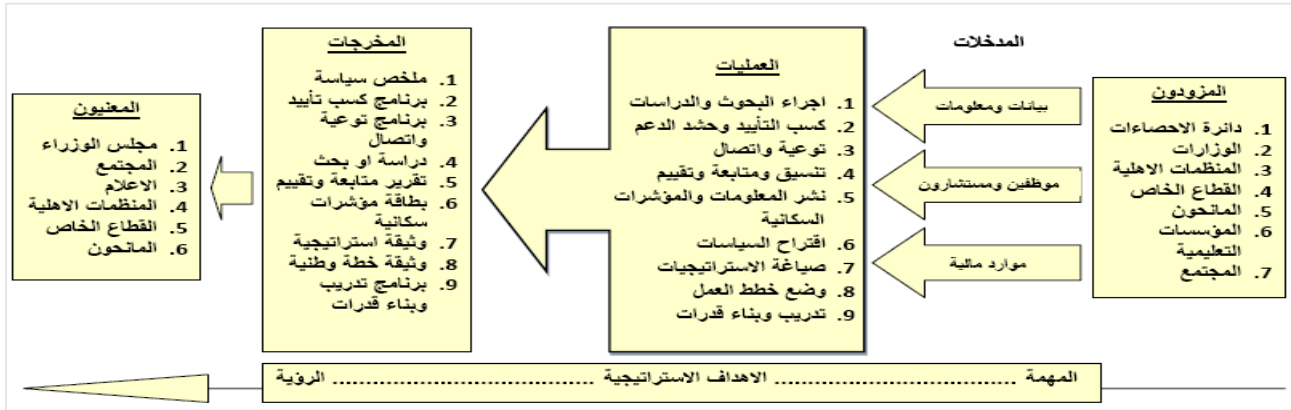 المدخلات
المزودون
1. دائرة الاحصاءات
2. الوزارات
3. المنظمات الاهلية
4. القطاع الخاص
5. المانحون
6. المؤسسات
التعليمية
7. المجتمع
بيانات ومعلومات
موظفين ومستشارون
موارد مالية
العمليات
1. اجراء البحوث والدراسات
2. كسب التأييد وحشد الدعم
3. توعية واتصال
4. تنسيق ومتابعة وتقييم
5. نشر المعلومات والمؤشرات
السكانية
6. اقتراح السياسات
7. صياغة الاستراتيجيات
8. وضع خطط العمل
9. تدريب وبناء قدرات
المخرجات
1. ملخص سياسة
2. برنامج كسب تأييد
3. برنامج توعية
واتصال
4. دراسة او بحث
5. تقرير متابعة وتقييم
6. بطاقة مؤشرات
سكانية
7. وثيقة استراتيجية
8. وثيقة خطة وطنية
9. برنامج تدريب
وبناء قدرات
المعنيون
1. مجلس الوزراء
2. المجتمع
3. الاعلام
4. المنظمات الاهلية
5. القطاع الخاص
6. المانحون
المهمة ................................ الاهداف الاستراتيجية ................................ الرؤية